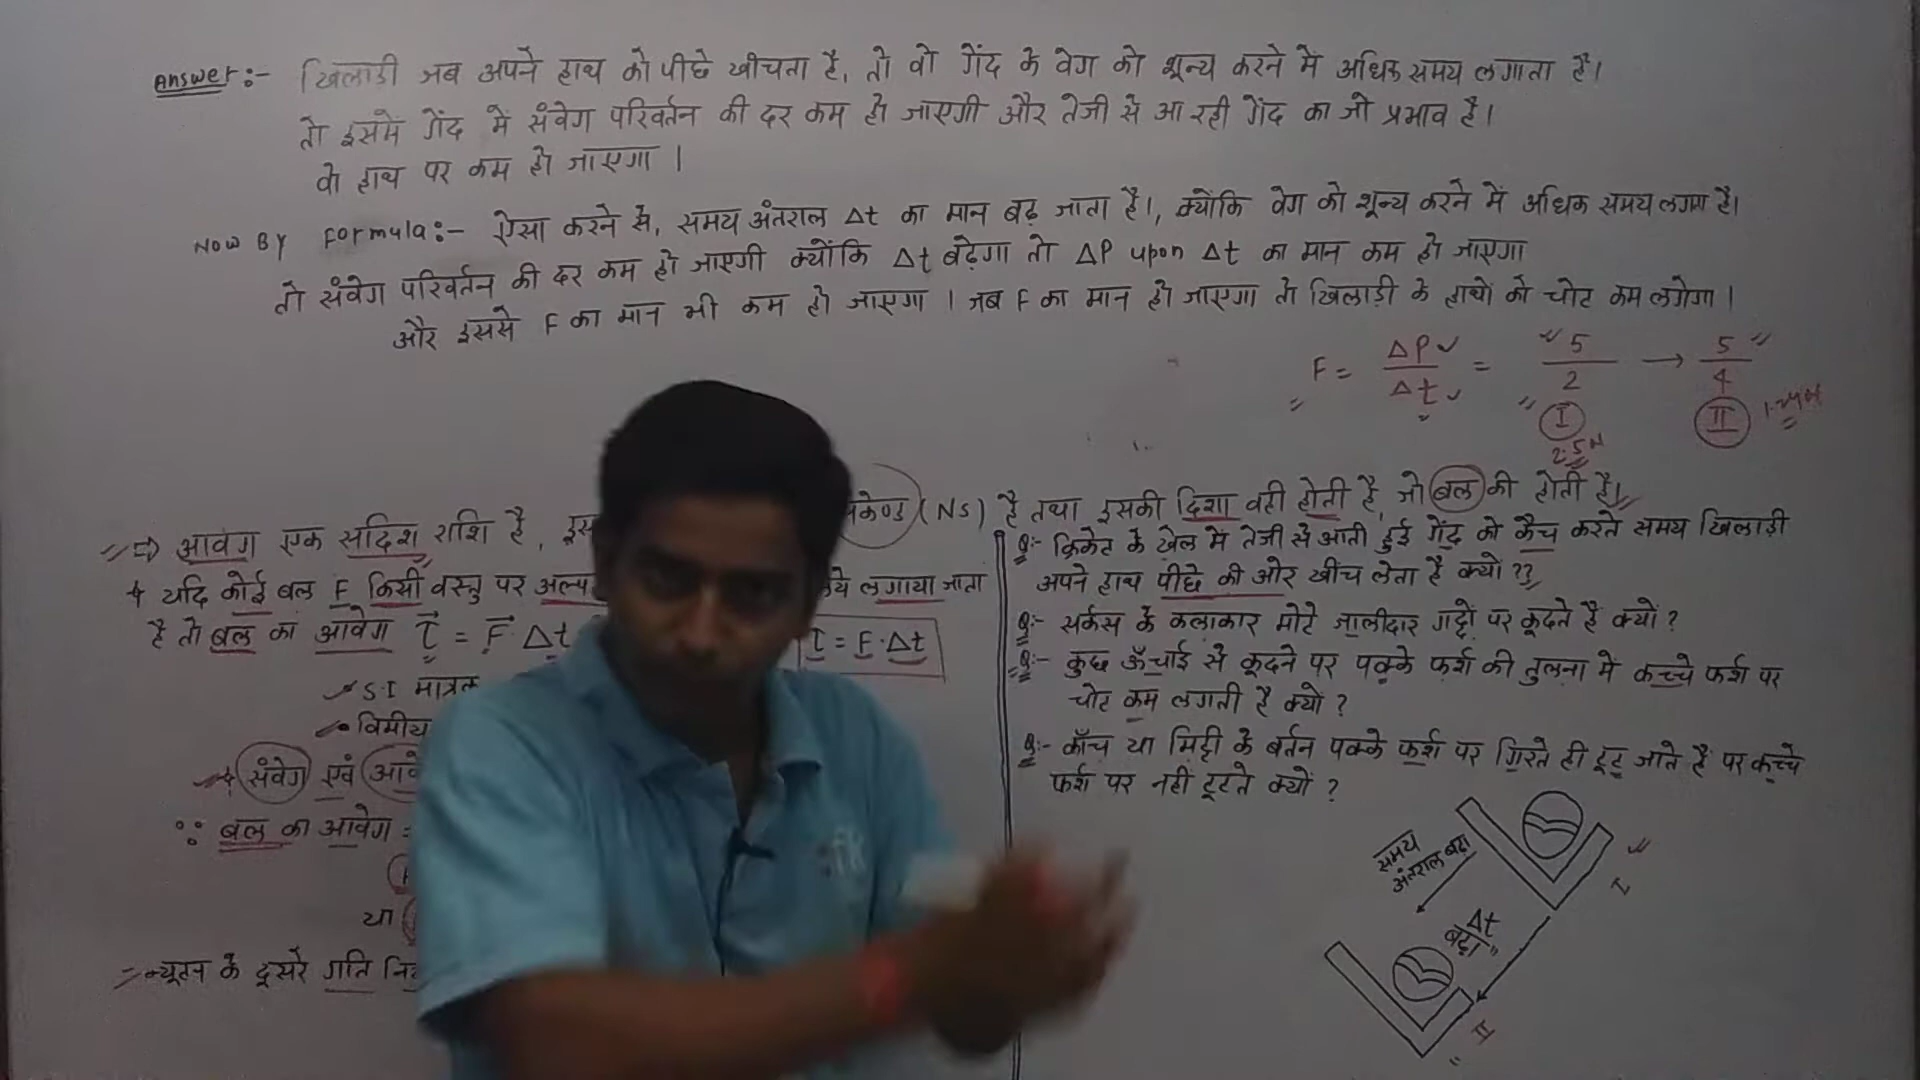 Answer:- खिलाड़ी जब अपने हाथ को पीछे खीचता है, तो वो गेंद के वेग को शून्य करने मे अधिक समय लगाता है।
तो इसमे गेंद मे संवेग परिवर्तन की दर कम हो जाएगी और तेजी से आ रही गेंद का जो प्रभाव है।
वो हाथ पर कम हो जाएगा ।
Now By Formula:- ऐसा करने से, समय अंतराल Δt का मान बढ़ जाता है।, क्योंकि वेग को शून्य करने मे अधिक समय लगा है।
तो संवेग परिवर्तन की दर कम हो जाएगी क्योंकि Δt बढ़ेगा तो ΔP upon Δt का मान कम हो जाएगा
और इससे F का मान भी कम हो जाएगा । जब F का मान हो जाएगा तो खिलाड़ी के हाथों को चोट कम लगेगा ।
F = ΔP/Δt = 5/2 → 5/4
I II
2.5N
⇒ आवेग एक सदिश राशि है, (NS) है तथा इसकी दिशा वही होती है, जो बल की होती है।
यदि कोई बल F किसी वस्तु पर लगाया जाता
है तो बल का आवेग I = F Δt I = F·Δt
S.I मात्रक
संवेग एवं
∵ बल का आवेग =
या
न्यूटन के दूसरे गति
Q:- क्रिकेट के खेल मे तेजी से आती हुई गेंद को कैच करते समय खिलाड़ी
अपने हाथ पीछे की ओर खींच लेता है क्यो ??
Q:- सर्कस के कलाकार मोटे जालीदार गद्दो पर कूदते हैं क्यो ?
Q:- कुछ ऊँचाई से कूदने पर पक्के फर्श की तुलना मे कच्चे फर्श पर
चोट कम लगती है क्यो ?
Q:- काँच या मिट्टी के बर्तन पक्के फर्श पर गिरते ही टूट जाते हैं पर कच्चे
फर्श पर नही टूटते क्यों ?
समय
अंतराल बढ़ा
I
Δt
बढ़ा
II